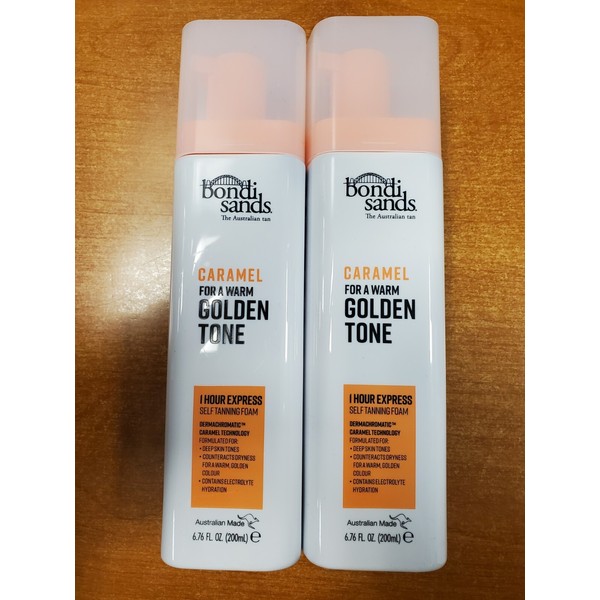 bondi
sands.
The Australian tan
CARAMEL
FOR A WARM
GOLDEN
TONE
1 HOUR EXPRESS
SELF TANNING FOAM
DERMACHROMATIC™
CARAMEL TECHNOLOGY
FORMULATED FOR:
• DEEP SKIN TONES
• COUNTERACTS DRYNESS
FOR A WARM, GOLDEN
COLOUR
• CONTAINS ELECTROLYTE
HYDRATION
Australian Made
6.76 FL. OZ. (200mL) ℮
bondi
sands.
The Australian tan
CARAMEL
FOR A WARM
GOLDEN
TONE
1 HOUR EXPRESS
SELF TANNING FOAM
DERMACHROMATIC™
CARAMEL TECHNOLOGY
FORMULATED FOR:
• DEEP SKIN TONES
• COUNTERACTS DRYNESS
FOR A WARM, GOLDEN
COLOUR
• CONTAINS ELECTROLYTE
HYDRATION
Australian Made
6.76 FL. OZ. (200mL) ℮